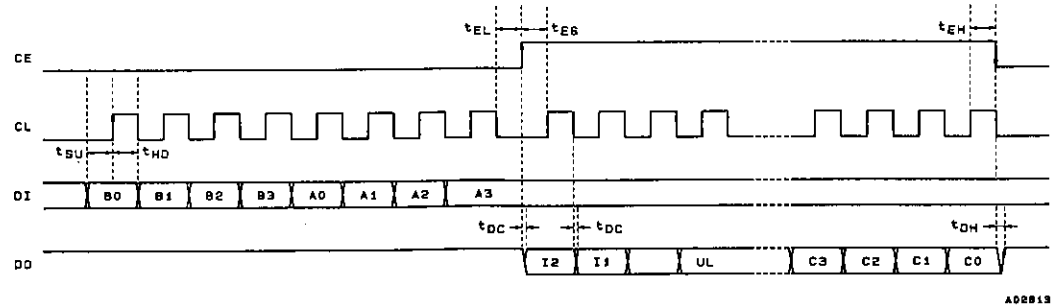 tEL tES tEH
CE
CL
tSU tHD
DI B0 B1 B2 B3 A0 A1 A2 A3
tDC tDC tDH
DO I2 I1 UL C3 C2 C1 C0
A02813